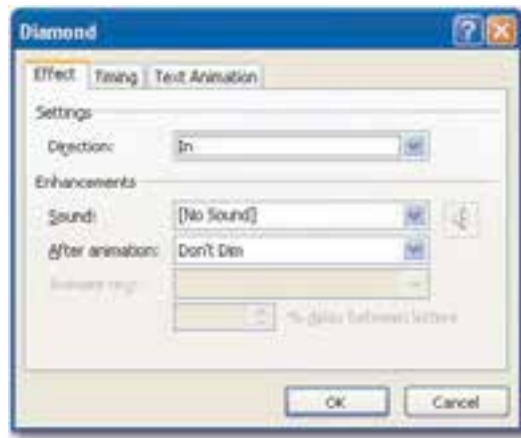 Diamond
Effect Timing Text Animation
Settings
Direction: In
Enhancements
Sound: [No Sound]
After animation: Don't Dim
% delay between letters
OK Cancel